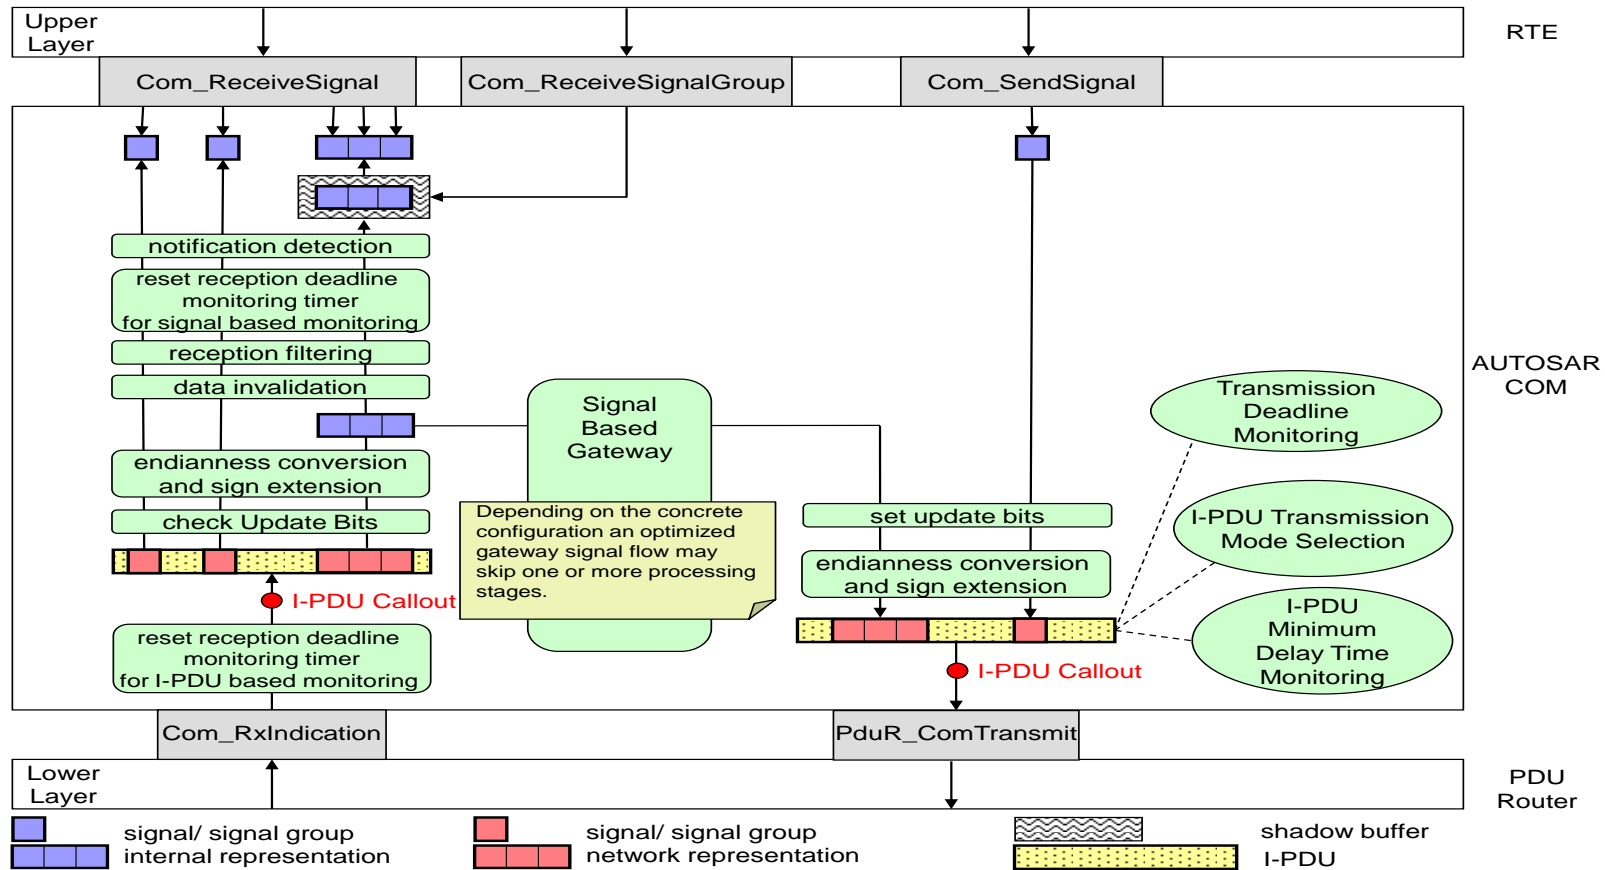 Upper
Layer
RTE
Com_ReceiveSignal
Com_ReceiveSignalGroup
Com_SendSignal
notification detection
reset reception deadline
monitoring timer
for signal based monitoring
reception filtering
data invalidation
endianness conversion
and sign extension
check Update Bits
I-PDU Callout
reset reception deadline
monitoring timer
for I-PDU based monitoring
Signal
Based
Gateway
Depending on the concrete
configuration an optimized
gateway signal flow may
skip one or more processing
stages.
set update bits
endianness conversion
and sign extension
I-PDU Callout
Transmission
Deadline
Monitoring
I-PDU Transmission
Mode Selection
I-PDU
Minimum
Delay Time
Monitoring
AUTOSAR
COM
Com_RxIndication
PduR_ComTransmit
Lower
Layer
PDU
Router
signal/ signal group
internal representation
signal/ signal group
network representation
shadow buffer
I-PDU